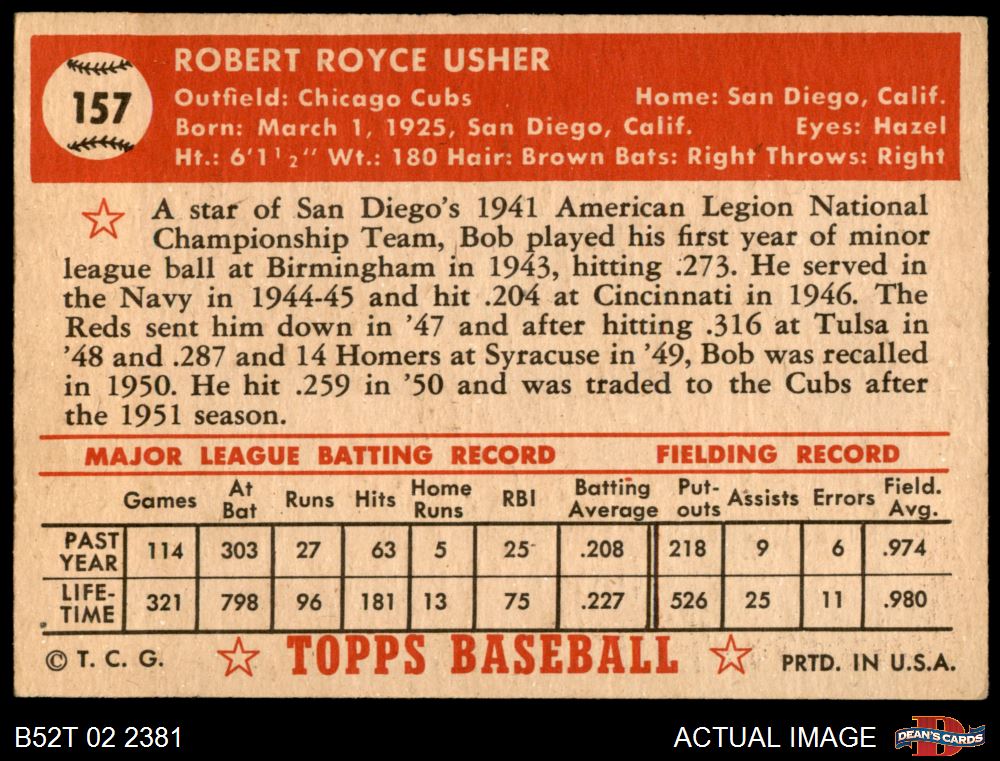 157
ROBERT ROYCE USHER
Outfield: Chicago Cubs Home: San Diego, Calif.
Born: March 1, 1925, San Diego, Calif. Eyes: Hazel
Ht.: 6'1 1/2" Wt.: 180 Hair: Brown Bats: Right Throws: Right
A star of San Diego's 1941 American Legion National
Championship Team, Bob played his first year of minor
league ball at Birmingham in 1943, hitting .273. He served in
the Navy in 1944-45 and hit .204 at Cincinnati in 1946. The
Reds sent him down in '47 and after hitting .316 at Tulsa in
'48 and .287 and 14 Homers at Syracuse in '49, Bob was recalled
in 1950. He hit .259 in '50 and was traded to the Cubs after
the 1951 season.
MAJOR LEAGUE BATTING RECORD FIELDING RECORD
Games At Bat Runs Hits Home Runs RBI Batting Average Put-outs Assists Errors Field. Avg.
PAST YEAR 114 303 27 63 5 25 .208 218 9 6 .974
LIFE-TIME 321 798 96 181 13 75 .227 526 25 11 .980
© T. C. G. TOPPS BASEBALL PRTD. IN U.S.A.
B52T 02 2381 ACTUAL IMAGE DEAN'S CARDS